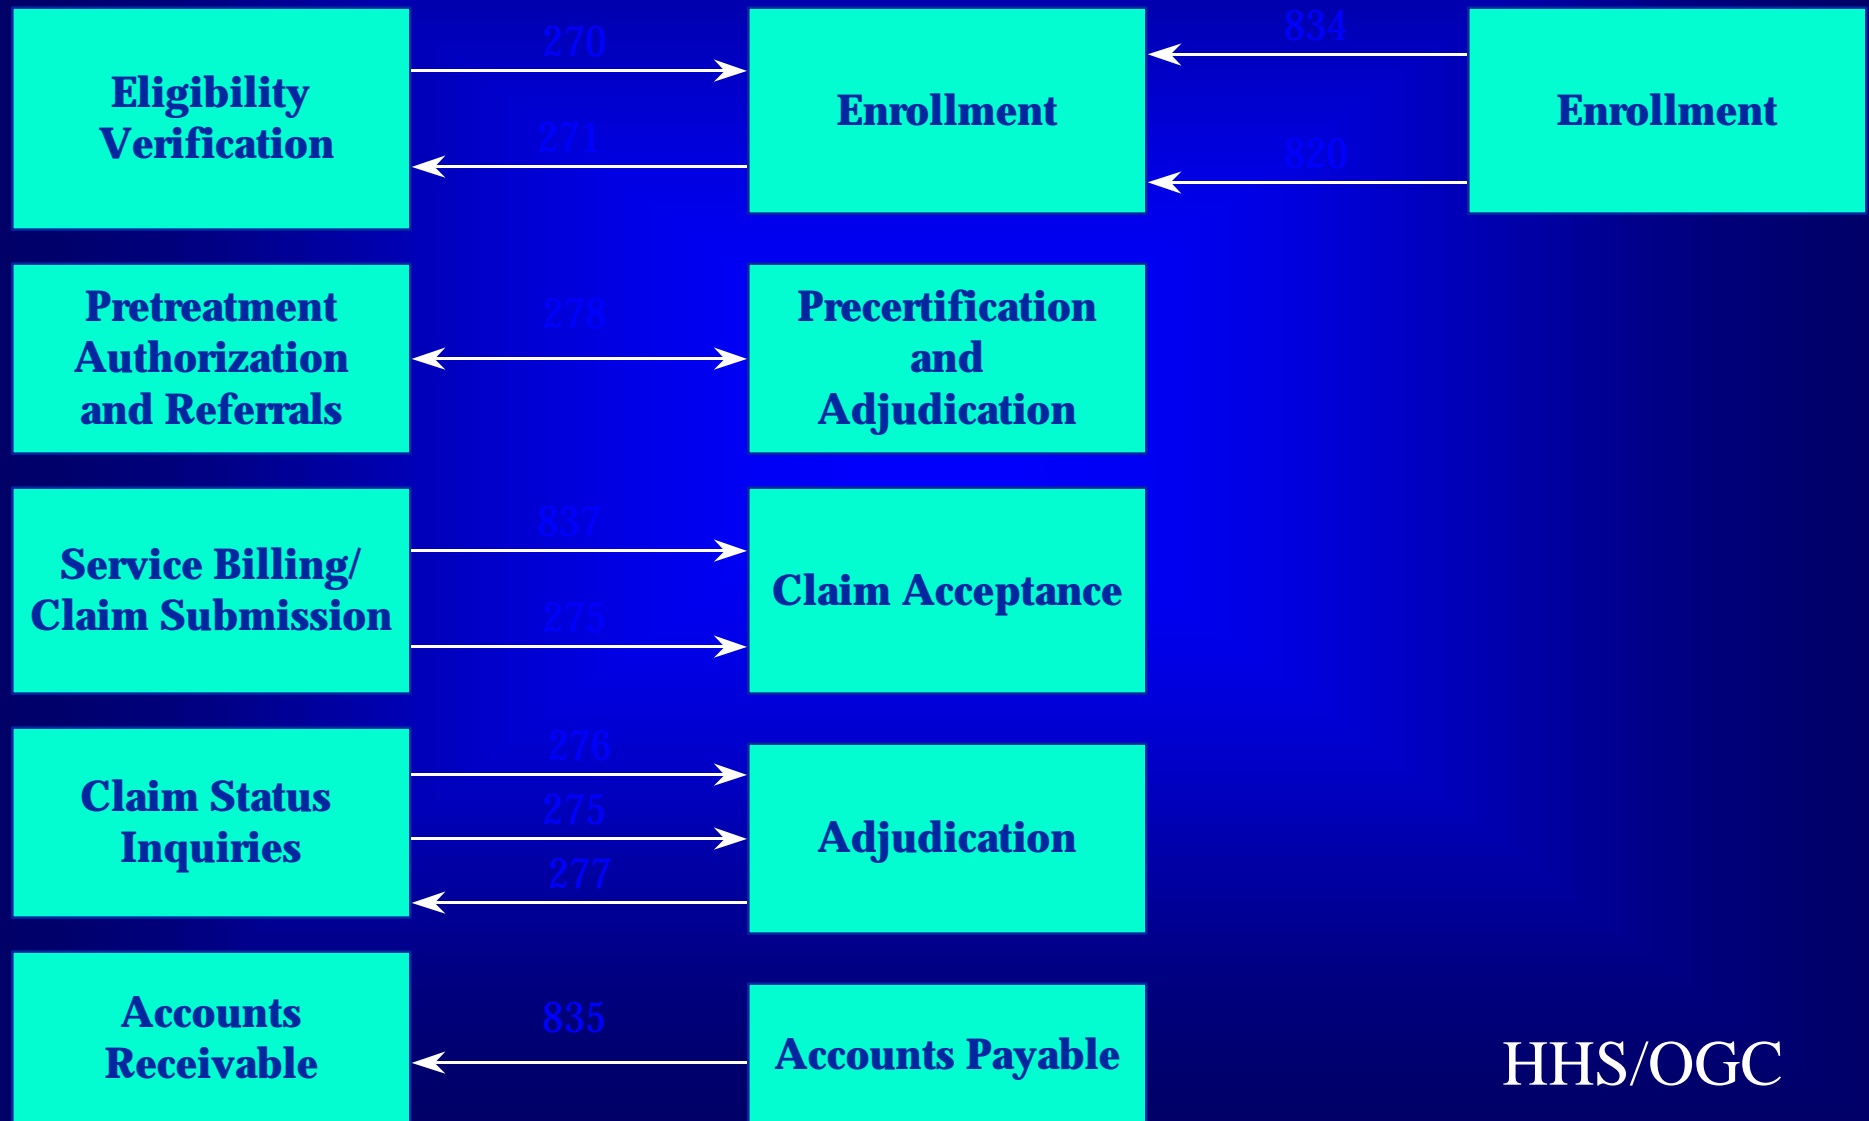 270
834
Eligibility
Verification
Enrollment
Enrollment
271
820
Pretreatment
Authorization
and Referrals
278
Precertification
and
Adjudication
Service Billing/
Claim Submission
837
275
Claim Acceptance
Claim Status
Inquiries
276
275
277
Adjudication
Accounts
Receivable
835
Accounts Payable
HHS/OGC